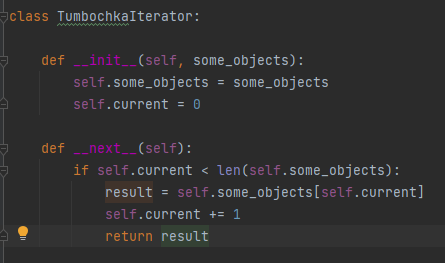 class TumbochkaIterator:
def __init__(self, some_objects):
self.some_objects = some_objects
self.current = 0
def __next__(self):
if self.current < len(self.some_objects):
result = self.some_objects[self.current]
self.current += 1
return result